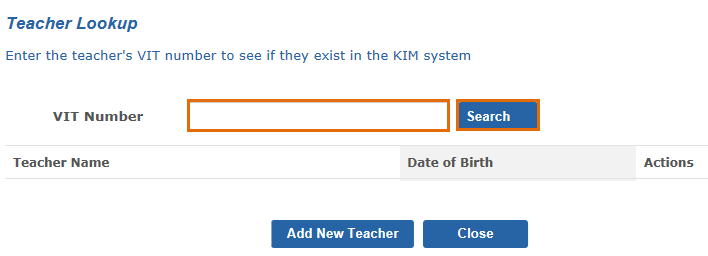 Teacher Lookup
Enter the teacher's VIT number to see if they exist in the KIM system
VIT Number Search
Teacher Name Date of Birth Actions
Add New Teacher Close